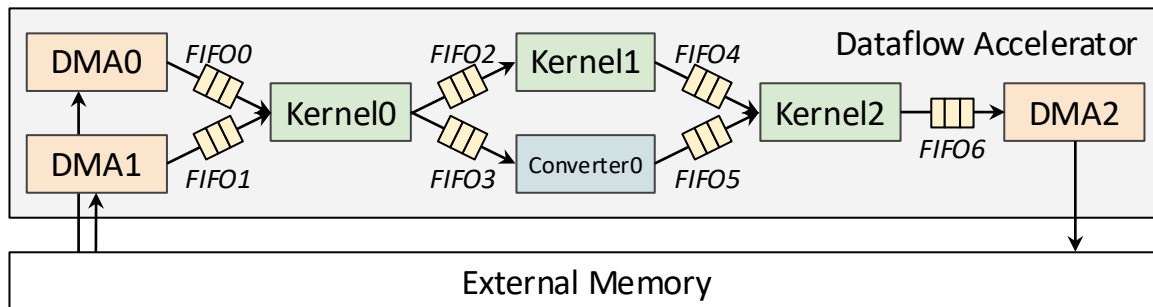 Dataflow Accelerator
DMA0
FIFO0
FIFO2
Kernel1
FIFO4
Kernel0
Kernel2
DMA2
DMA1
FIFO1
FIFO3
Converter0
FIFO5
FIFO6
External Memory